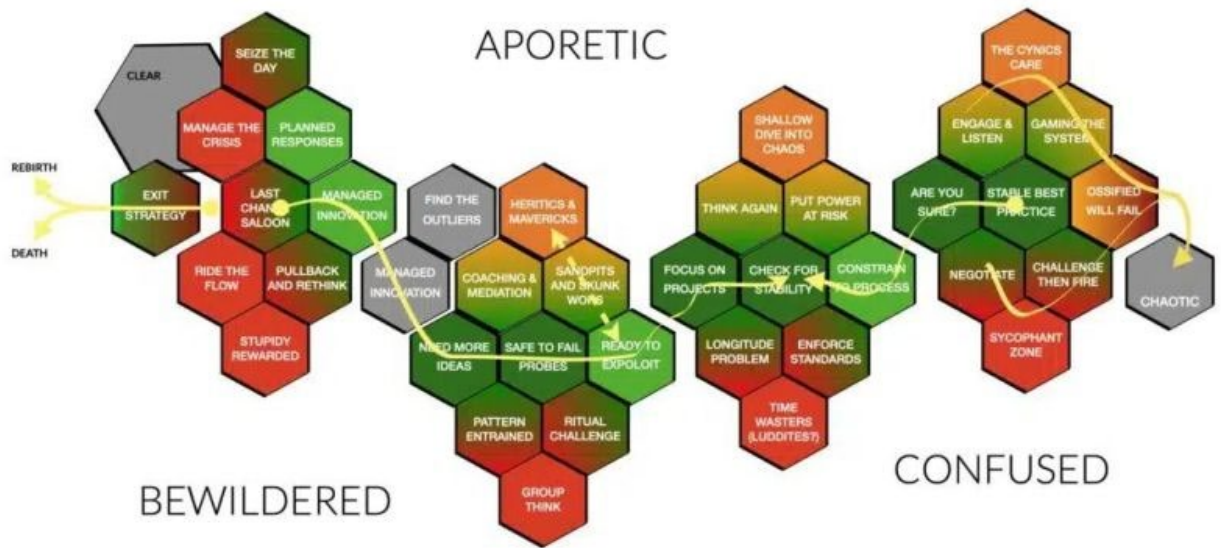 APORETIC
CLEAR
SEIZE THE
DAY
MANAGE THE
CRISIS
PLANNED
RESPONSES
REBIRTH
DEATH
EXIT
STRATEGY
LAST
CHANCE
SALOON
MANAGED
INNOVATION
RIDE THE
FLOW
PULLBACK
AND RETHINK
STUPIDY
REWARDED
FIND THE
OUTLIERS
HERITICS &
MAVERICKS
MANAGED
INNOVATION
COACHING &
MEDIATION
SANDPITS
AND SKUNK
WORS
NEED MORE
IDEAS
SAFE TO FAIL
PROBES
READY TO
EXPOLOIT
PATTERN
ENTRAINED
RITUAL
CHALLENGE
GROUP
THINK
SHALLOW
DIVE INTO
CHAOS
THINK AGAIN
PUT POWER
AT RISK
FOCUS ON
PROJECTS
CHECK FOR
STABILITY
CONSTRAIN
TO PROCESS
LONGITUDE
PROBLEM
ENFORCE
STANDARDS
TIME
WASTERS
(LUDDITES?)
THE CYNICS
CARE
ENGAGE &
LISTEN
GAMING THE
SYSTEM
ARE YOU
SURE?
STABLE BEST
PRACTICE
OSSIFIED
WILL FAIL
NEGOTIATE
CHALLENGE
THEN FIRE
SYCOPHANT
ZONE
CHAOTIC
BEWILDERED
CONFUSED